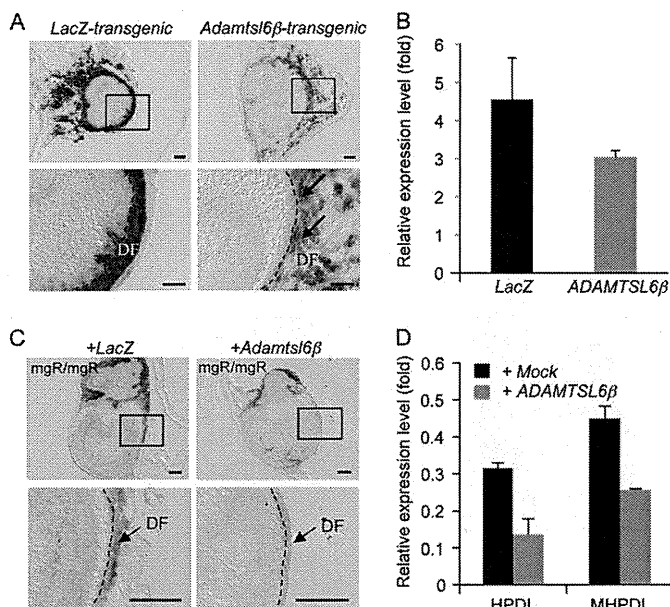 A
LacZ-transgenic
Adamtsl6β-transgenic
DF
DF
B
Relative expression level (fold)
6
5
4
3
2
1
0
LacZ
ADAMTSL6β
C
+LacZ
+Adamtsl6β
mgR/mgR
mgR/mgR
DF
DF
D
+ Mock
+ ADAMTSL6β
Relative expression level (fold)
0.6
0.5
0.4
0.3
0.2
0.1
0
HPDL
MHPDL